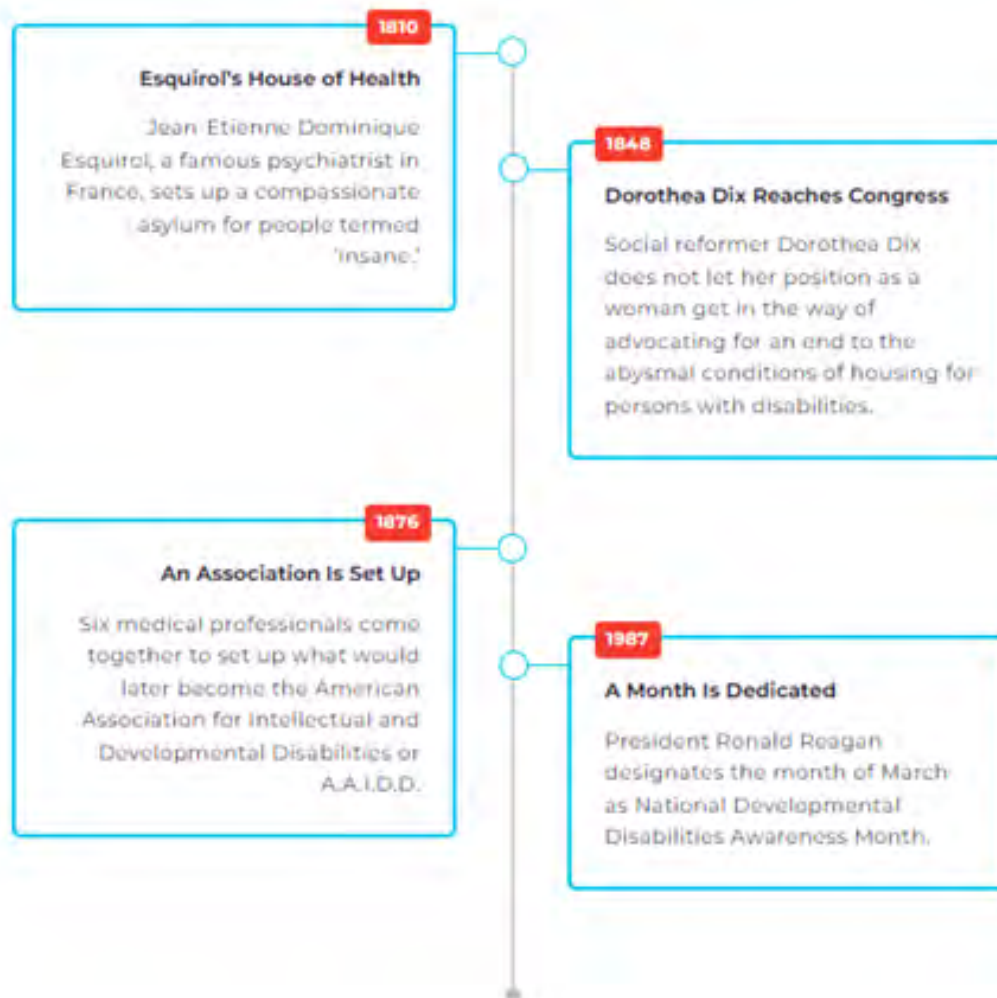 1810
Esquirol's House of Health
Jean-Etienne Dominique
Esquirol, a famous psychiatrist in
France, sets up a compassionate
asylum for people termed
'insane.'
1848
Dorothea Dix Reaches Congress
Social reformer Dorothea Dix
does not let her position as a
woman get in the way of
advocating for an end to the
abysmal conditions of housing for
persons with disabilities.
1876
An Association Is Set Up
Six medical professionals come
together to set up what would
later become the American
Association for Intellectual and
Developmental Disabilities or
A.A.I.D.D.
1987
A Month Is Dedicated
President Ronald Reagan
designates the month of March
as National Developmental
Disabilities Awareness Month.